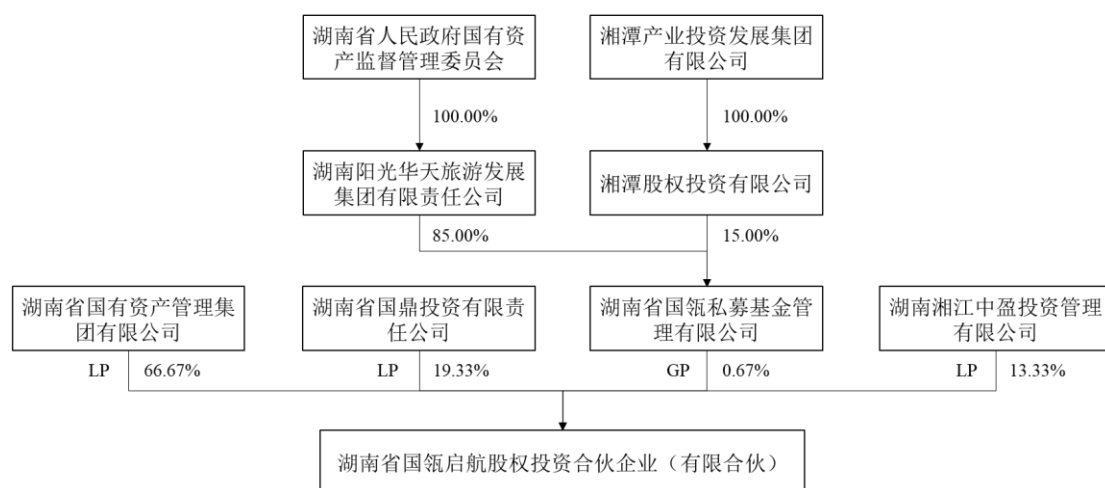 湖南省人民政府国有资
产监督管理委员会
湘潭产业投资发展集团
有限公司
100.00%
100.00%
湖南阳光华天旅游发展
集团有限责任公司
湘潭股权投资有限公司
85.00%
15.00%
湖南省国有资产管理集
团有限公司
湖南省国鼎投资有限责
任公司
湖南省国瓴私募基金管
理有限公司
湖南湘江中盈投资管理
有限公司
LP 66.67%
LP 19.33%
GP 0.67%
LP 13.33%
湖南省国瓴启航股权投资合伙企业（有限合伙）